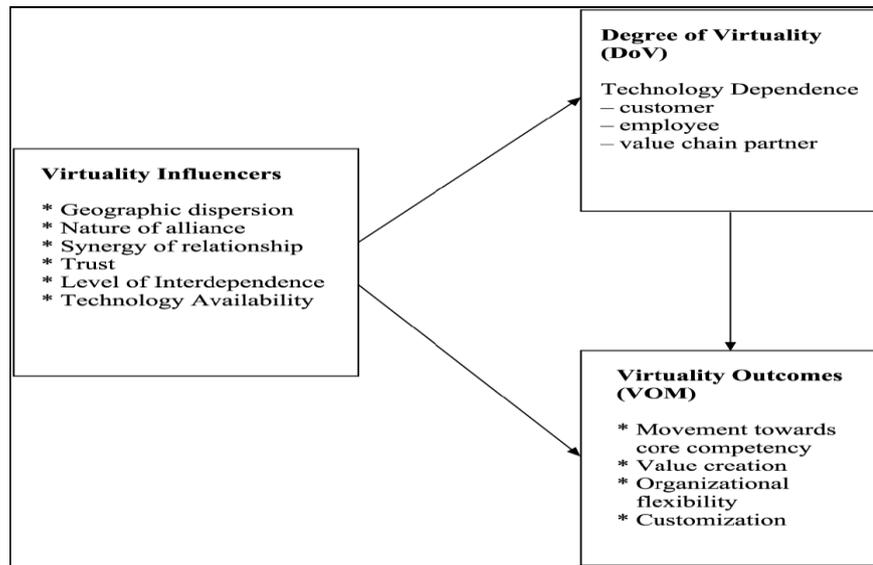 Degree of Virtuality
(DoV)
Technology Dependence
– customer
– employee
– value chain partner
Virtuality Influencers
* Geographic dispersion
* Nature of alliance
* Synergy of relationship
* Trust
* Level of Interdependence
* Technology Availability
Virtuality Outcomes
(VOM)
* Movement towards
core competency
* Value creation
* Organizational
flexibility
* Customization